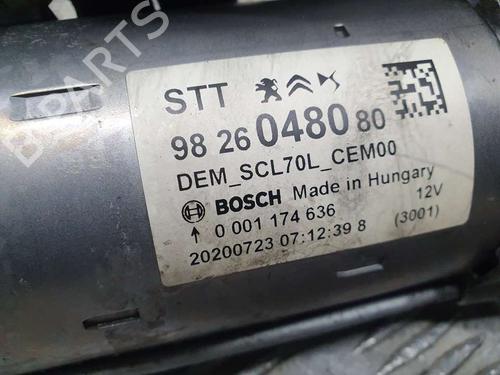 B-PARTS
STT
98 26 0480 80
DEM_SCL70L_CEM00
BOSCH Made in Hungary
0 001 174 636 12V
20200723 07:12:39 8 (3001)